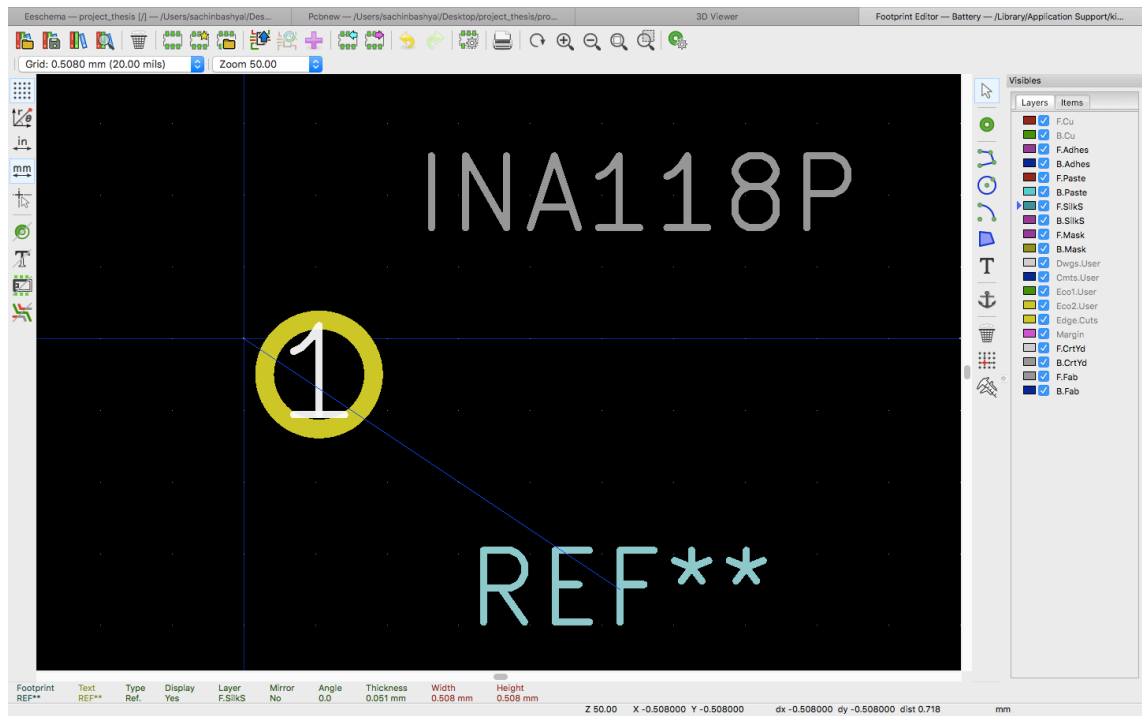 Eeschema — project_thesis [/] — /Users/sachinbashyal/Des...
Pcbnew — /Users/sachinbashyal/Desktop/project_thesis/pro...
3D Viewer
Footprint Editor — Battery — /Library/Application Support/ki...
Grid: 0.5080 mm (20.00 mils)
Zoom 50.00
in
mm
INA118P
1
REF**
T
Visibles
Layers Items
F.Cu
B.Cu
F.Adhes
B.Adhes
F.Paste
B.Paste
F.SilkS
B.SilkS
F.Mask
B.Mask
Dwgs.User
Cmts.User
Eco1.User
Eco2.User
Edge.Cuts
Margin
F.CrtYd
B.CrtYd
F.Fab
B.Fab
Footprint Text Type Display Layer Mirror Angle Thickness Width Height
REF** REF** Ref. Yes F.SilkS No 0.0 0.051 mm 0.508 mm 0.508 mm
Z 50.00 X -0.508000 Y -0.508000 dx -0.508000 dy -0.508000 dist 0.718 mm